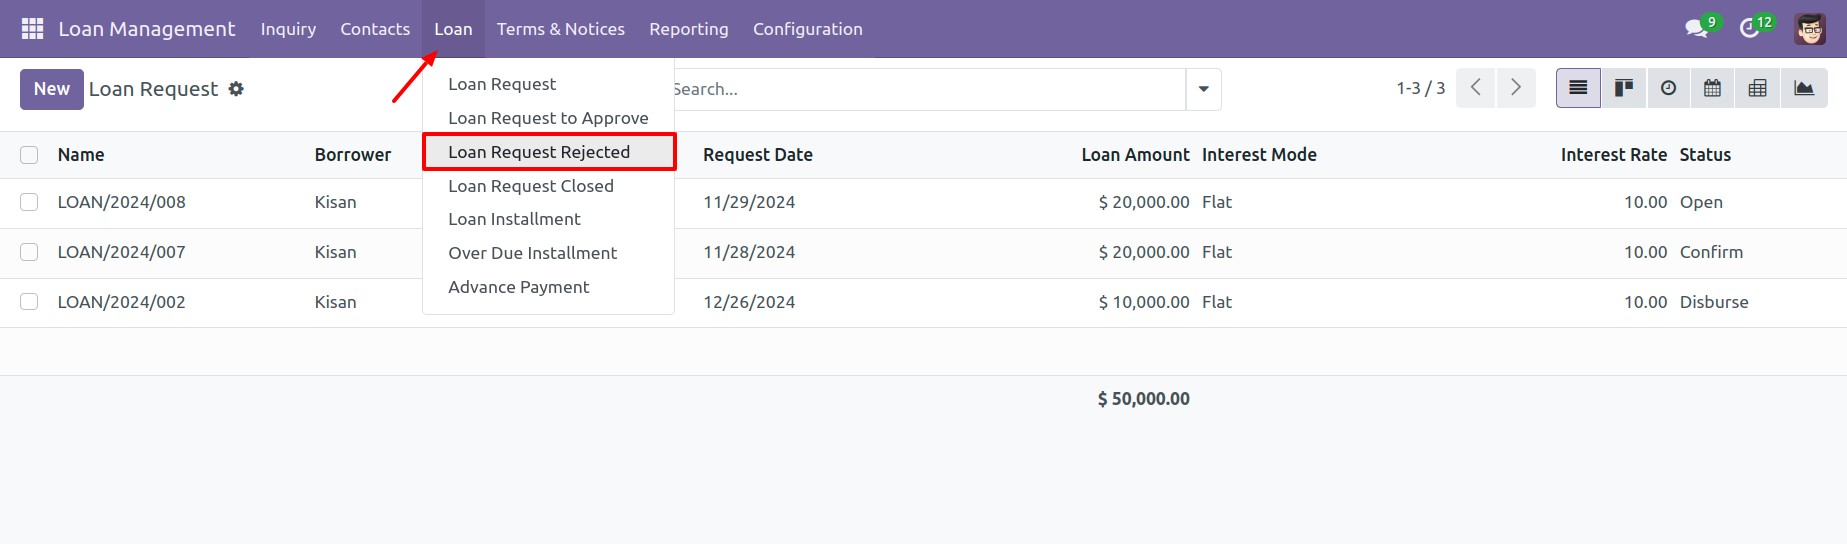 Loan Management Inquiry Contacts Loan Terms & Notices Reporting Configuration 9 12
New Loan Request Search... 1-3 / 3
Loan Request
Loan Request to Approve
Loan Request Rejected
Loan Request Closed
Loan Installment
Over Due Installment
Advance Payment
Name Borrower Request Date Loan Amount Interest Mode Interest Rate Status
LOAN/2024/008 Kisan 11/29/2024 $ 20,000.00 Flat 10.00 Open
LOAN/2024/007 Kisan 11/28/2024 $ 20,000.00 Flat 10.00 Confirm
LOAN/2024/002 Kisan 12/26/2024 $ 10,000.00 Flat 10.00 Disburse
$ 50,000.00